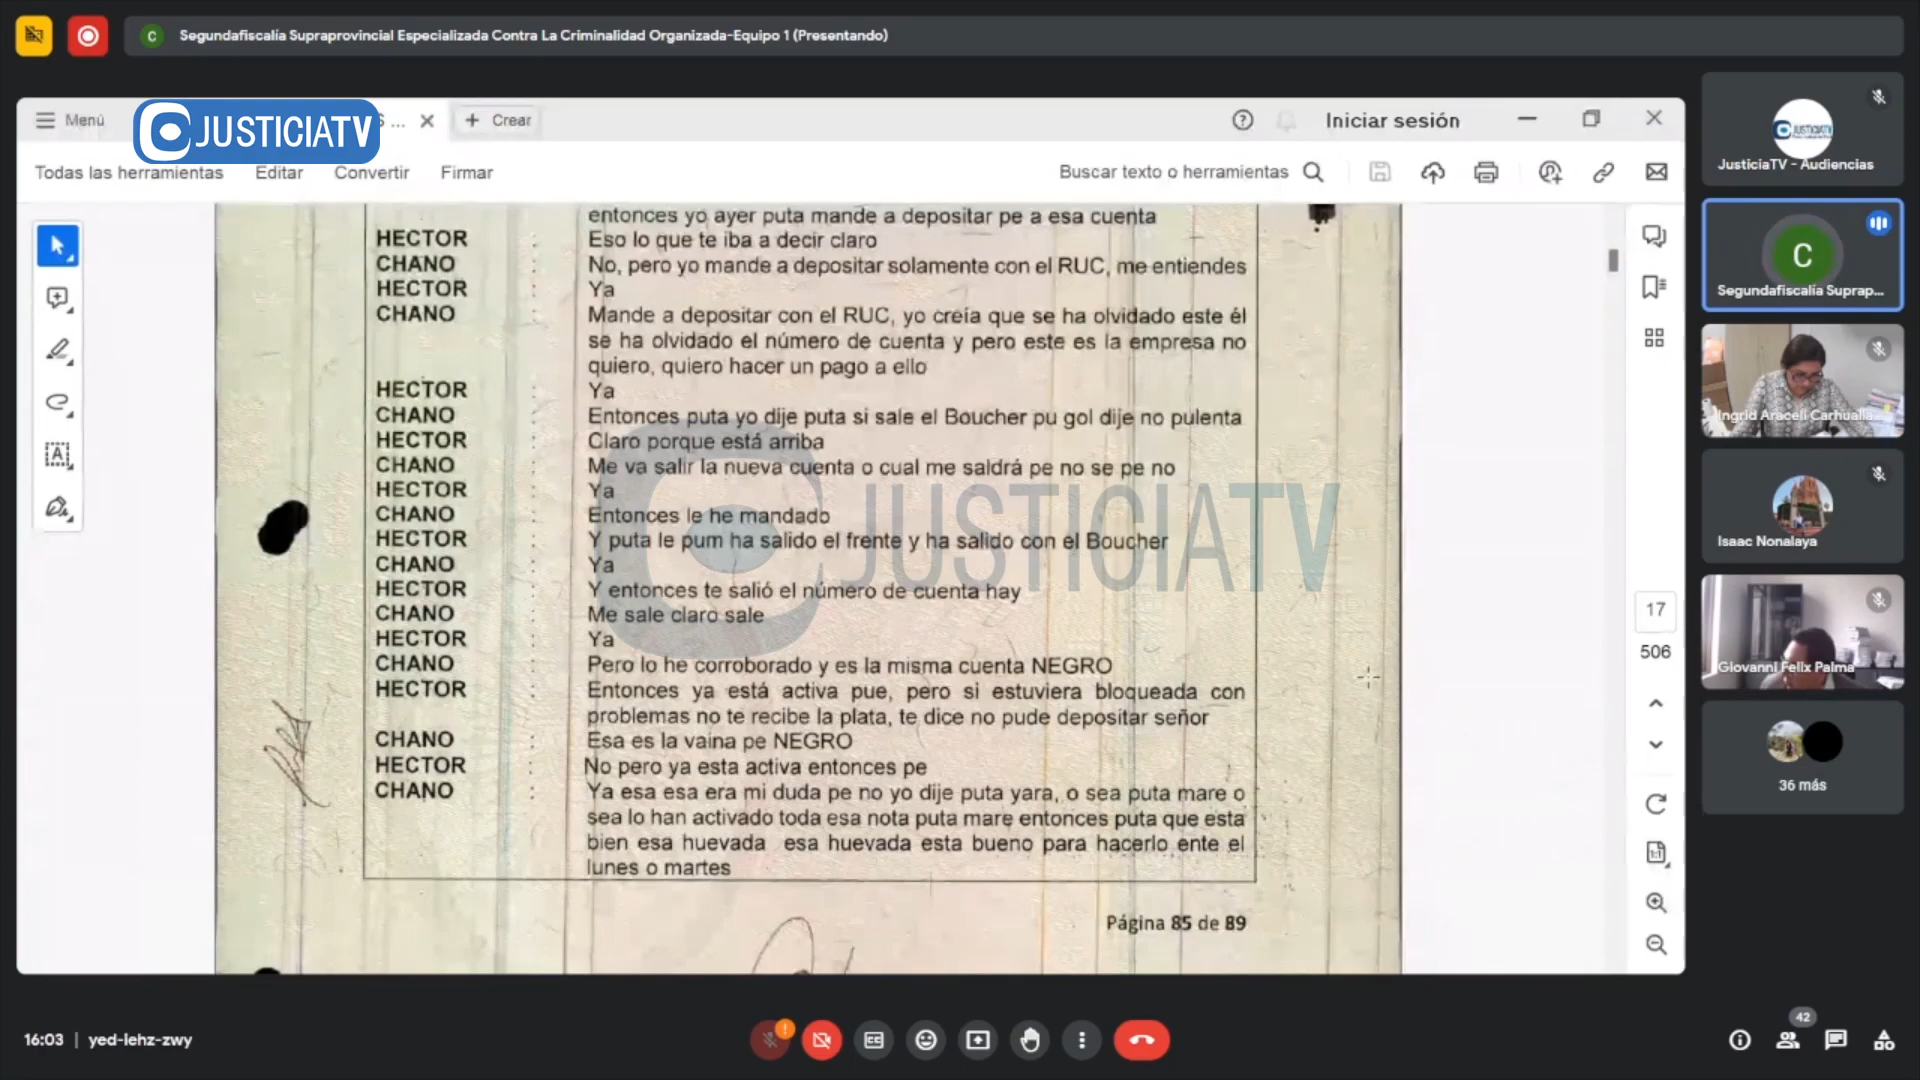 C Segundafiscalía Supraprovincial Especializada Contra La Criminalidad Organizada-Equipo 1 (Presentando)
Menú
JUSTICIATV
S ...
Crear
Iniciar sesión
Todas las herramientas
Editar
Convertir
Firmar
Buscar texto o herramientas
entonces yo ayer puta mande a depositar pe a esa cuenta
HECTOR : Eso lo que te iba a decir claro
CHANO : No, pero yo mande a depositar solamente con el RUC, me entiendes
HECTOR : Ya
CHANO : Mande a depositar con el RUC, yo creía que se ha olvidado este él
se ha olvidado el número de cuenta y pero este es la empresa no
quiero, quiero hacer un pago a ello
HECTOR : Ya
CHANO : Entonces puta yo dije puta si sale el Boucher pu gol dije no pulenta
HECTOR : Claro porque está arriba
CHANO : Me va salir la nueva cuenta o cual me saldrá pe no se pe no
HECTOR : Ya
CHANO : Entonces le he mandado
HECTOR : Y puta le pum ha salido el frente y ha salido con el Boucher
CHANO : Ya
HECTOR : Y entonces te salió el número de cuenta hay
CHANO : Me sale claro sale
HECTOR : Ya
CHANO : Pero lo he corroborado y es la misma cuenta NEGRO
HECTOR : Entonces ya está activa pue, pero si estuviera bloqueada con
problemas no te recibe la plata, te dice no pude depositar señor
CHANO : Esa es la vaina pe NEGRO
HECTOR : No pero ya esta activa entonces pe
CHANO : Ya esa esa era mi duda pe no yo dije puta yara, o sea puta mare o
sea lo han activado toda esa nota puta mare entonces puta que esta
bien esa huevada esa huevada esta bueno para hacerlo ente el
lunes o martes
Página 85 de 89
JUSTICIATV
17
506
JUSTICIATV
JusticiaTV - Audiencias
C
Segundafiscalía Suprap...
Ingrid Araceli Carhualla...
Isaac Nonalaya
Giovanni Felix Palma
36 más
16:03 | yed-lehz-zwy
42